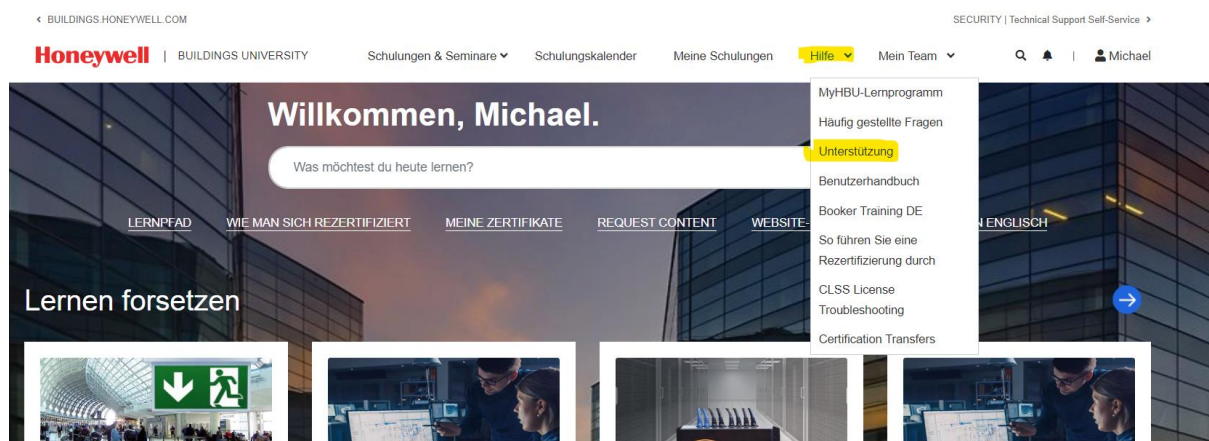 BUILDINGS.HONEYWELL.COM
SECURITY | Technical Support Self-Service
Honeywell | BUILDINGS UNIVERSITY
Schulungen & Seminare
Schulungskalender
Meine Schulungen
Hilfe
Mein Team
Michael
MyHBU-Lernprogramm
Häufig gestellte Fragen
Unterstützung
Benutzerhandbuch
Booker Training DE
So führen Sie eine
Rezertifizierung durch
CLSS License
Troubleshooting
Certification Transfers
Willkommen, Michael.
Was möchtest du heute lernen?
LERNPFAD
WIE MAN SICH REZERTIFIZIERT
MEINE ZERTIFIKATE
REQUEST CONTENT
WEBSITE-
ENGLISCH
Lernen forsetzen